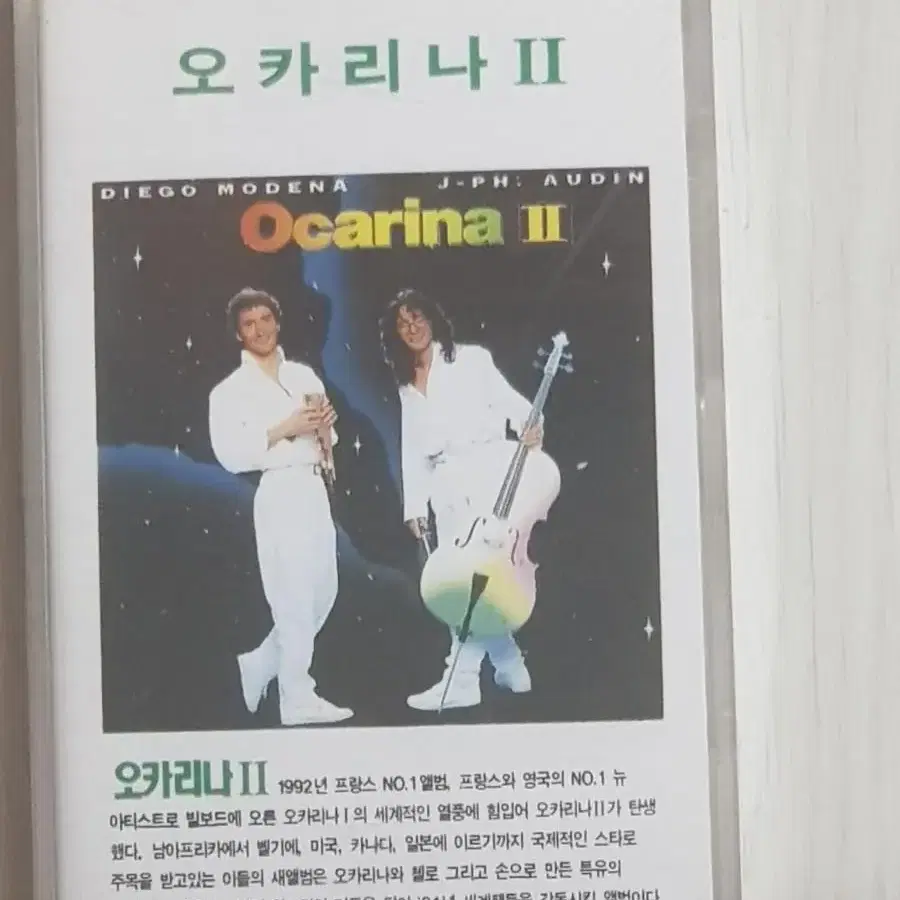 오카리나 II
DIEGO MODENA J-PH. AUDIN
Ocarina II
오카리나 II 1992년 프랑스 NO.1앨범, 프랑스와 영국의 NO.1 뉴
아티스트로 빌보드에 오른 오카리나 I 의 세계적인 열풍에 힘입어 오카리나 II가 탄생
했다. 남아프리카에서 벨기에, 미국, 카나다, 일본에 이르기까지 국제적인 스타로
주목을 받고있는 이들의 새앨범은 오카리나와 첼로 그리고 손으로 만든 특유의
앨범이다